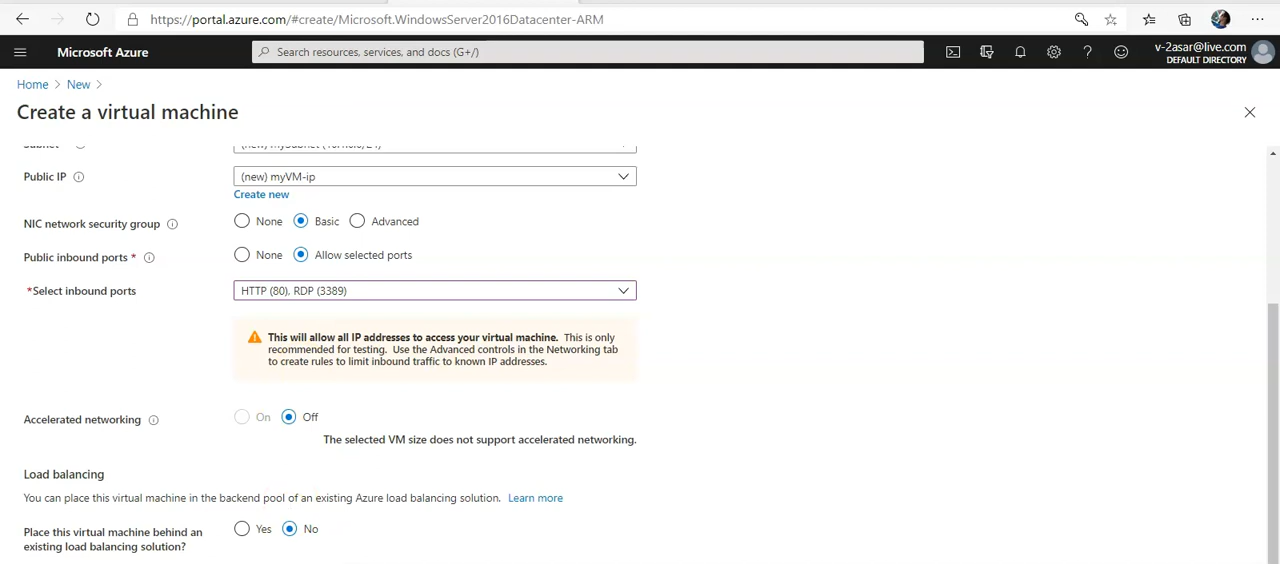 https://portal.azure.com/#create/Microsoft.WindowsServer2016Datacenter-ARM
Microsoft Azure
Search resources, services, and docs (G+/)
v-2asar@live.com
DEFAULT DIRECTORY
Home > New >
Create a virtual machine
Subnet
(new) mySubnet
Public IP
(new) myVM-ip
Create new
NIC network security group
None Basic Advanced
Public inbound ports *
None Allow selected ports
*Select inbound ports
HTTP (80), RDP (3389)
This will allow all IP addresses to access your virtual machine. This is only
recommended for testing. Use the Advanced controls in the Networking tab
to create rules to limit inbound traffic to known IP addresses.
Accelerated networking
On Off
The selected VM size does not support accelerated networking.
Load balancing
You can place this virtual machine in the backend pool of an existing Azure load balancing solution. Learn more
Place this virtual machine behind an
existing load balancing solution?
Yes No